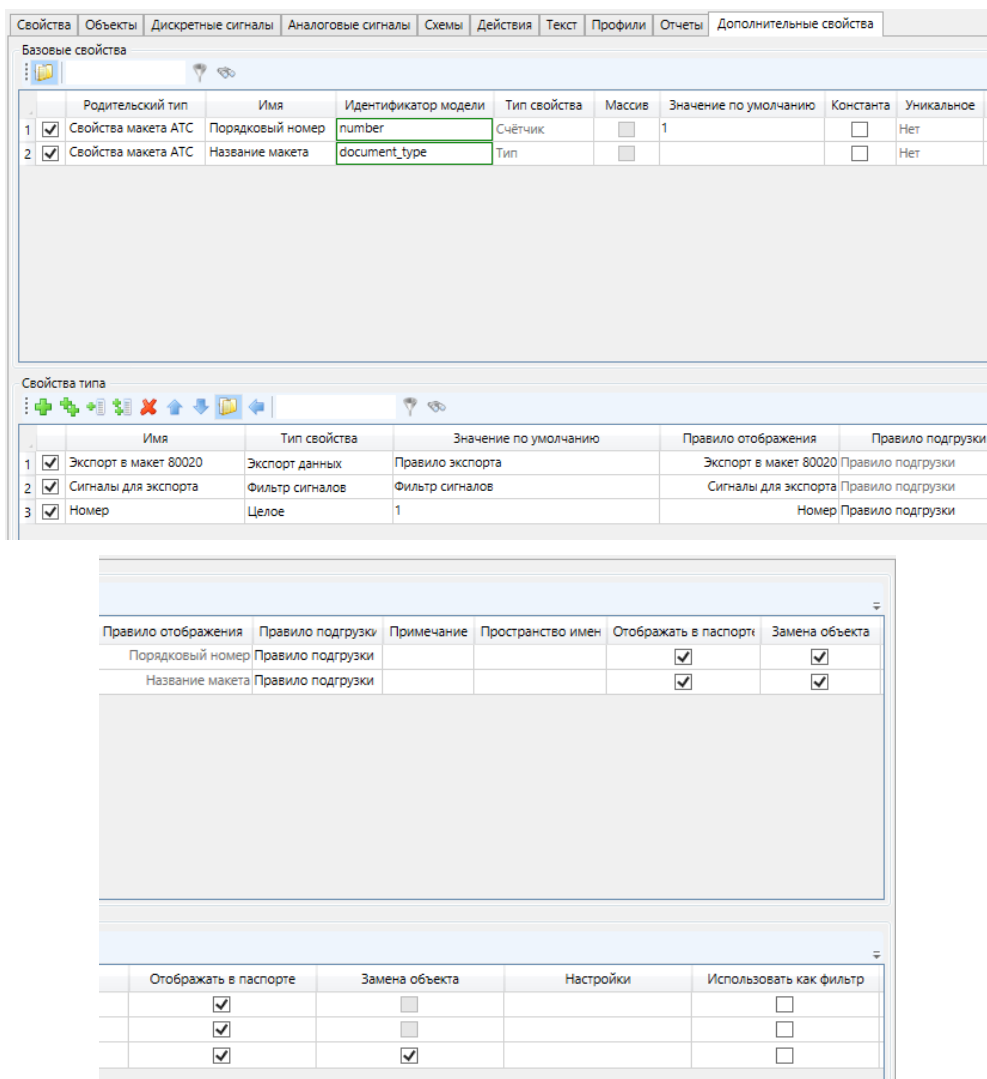 Свойства Объекты Дискретные сигналы Аналоговые сигналы Схемы Действия Текст Профили Отчеты Дополнительные свойства
Базовые свойства
Родительский тип Имя Идентификатор модели Тип свойства Массив Значение по умолчанию Константа Уникальное
1 Свойства макета АТС Порядковый номер number Счётчик 1 Нет
2 Свойства макета АТС Название макета document_type Тип Нет
Свойства типа
Имя Тип свойства Значение по умолчанию Правило отображения Правило подгрузки
1 Экспорт в макет 80020 Экспорт данных Правило экспорта Экспорт в макет 80020 Правило подгрузки
2 Сигналы для экспорта Фильтр сигналов Фильтр сигналов Сигналы для экспорта Правило подгрузки
3 Номер Целое 1 Номер Правило подгрузки
Правило отображения Правило подгрузки Примечание Пространство имен Отображать в паспорте Замена объекта
Порядковый номер Правило подгрузки
Название макета Правило подгрузки
Отображать в паспорте Замена объекта Настройки Использовать как фильтр